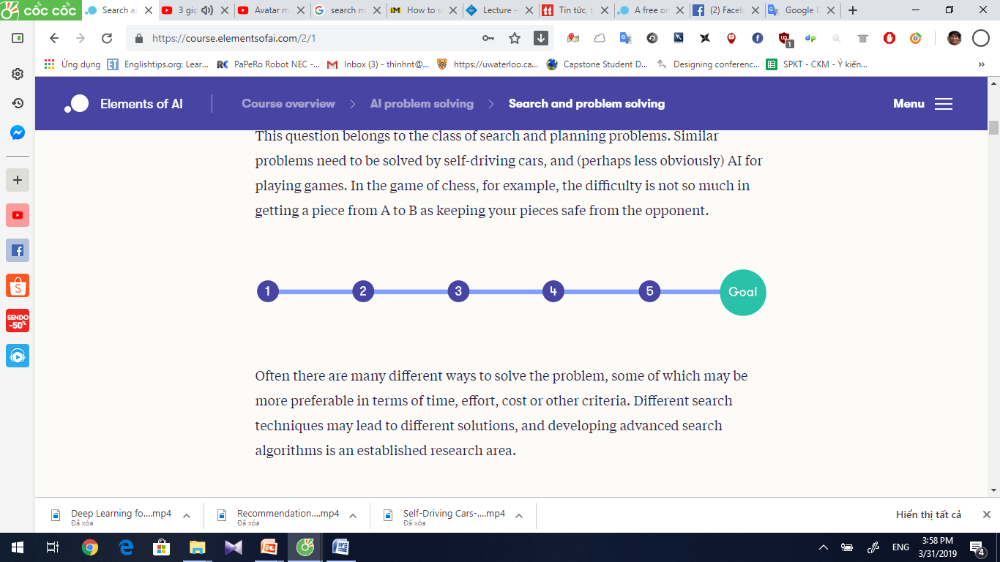 cốc cốc
Search ar
3 giờ
Avatar m
search m
How to s
Lecture –
Tin tức, t
A free on
(2) Faceb
Google D
https://course.elementsofai.com/2/1
1
Ứng dụng
Englishtips.org: Lear...
PaPeRo Robot NEC -...
Inbox (3) - thinhnt@...
https://uwaterloo.ca...
Capstone Student D...
Designing conferenc...
SPKT - CKM - Ý kiến...
Elements of AI
Course overview
AI problem solving
Search and problem solving
Menu
This question belongs to the class of search and planning problems. Similar
problems need to be solved by self-driving cars, and (perhaps less obviously) AI for
playing games. In the game of chess, for example, the difficulty is not so much in
getting a piece from A to B as keeping your pieces safe from the opponent.
1 2 3 4 5 Goal
Often there are many different ways to solve the problem, some of which may be
more preferable in terms of time, effort, cost or other criteria. Different search
techniques may lead to different solutions, and developing advanced search
algorithms is an established research area.
SENDO
-50%
Deep Learning fo....mp4
Đã xóa
Recommendation....mp4
Đã xóa
Self-Driving Cars-....mp4
Đã xóa
Hiển thị tất cả
ENG
3:58 PM
3/31/2019
4